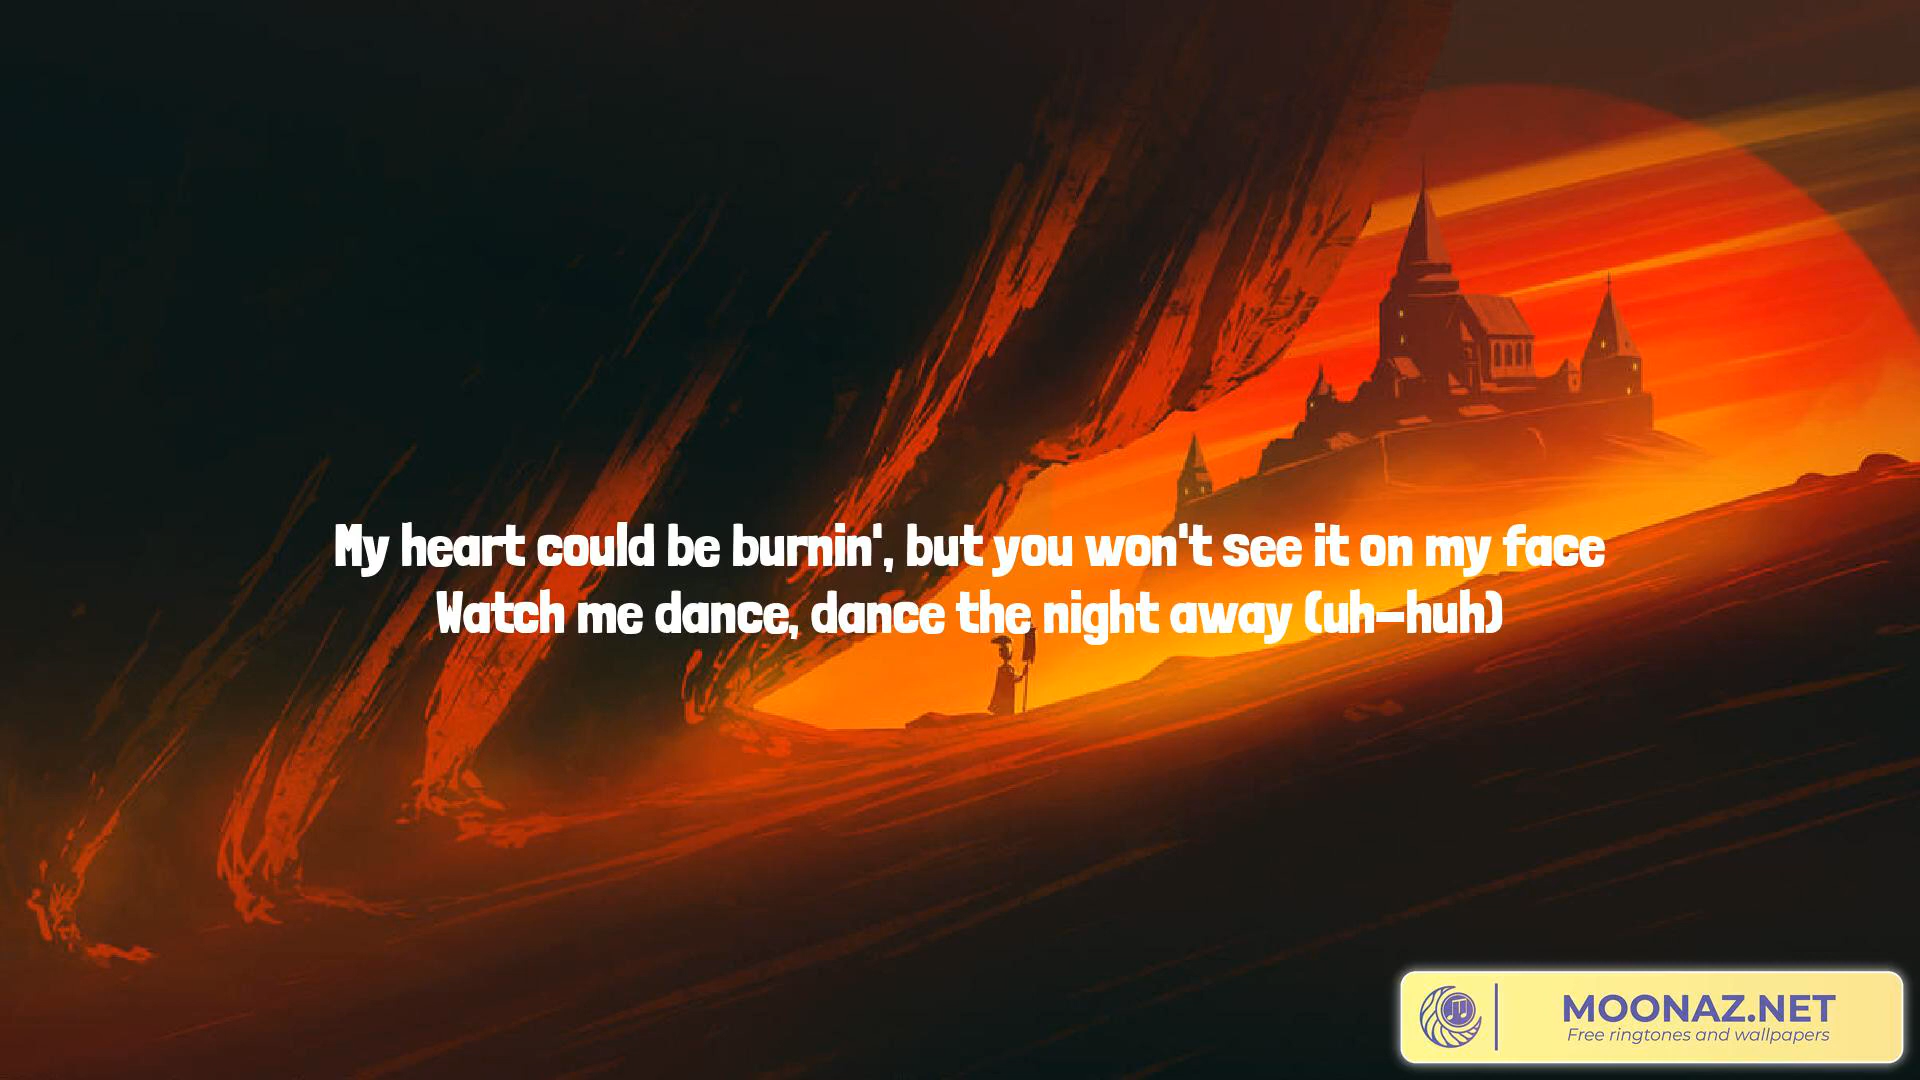 My heart could be burnin', but you won't see it on my face
Watch me dance, dance the night away (uh-huh)
MOONAZ.NET
Free ringtones and wallpapers